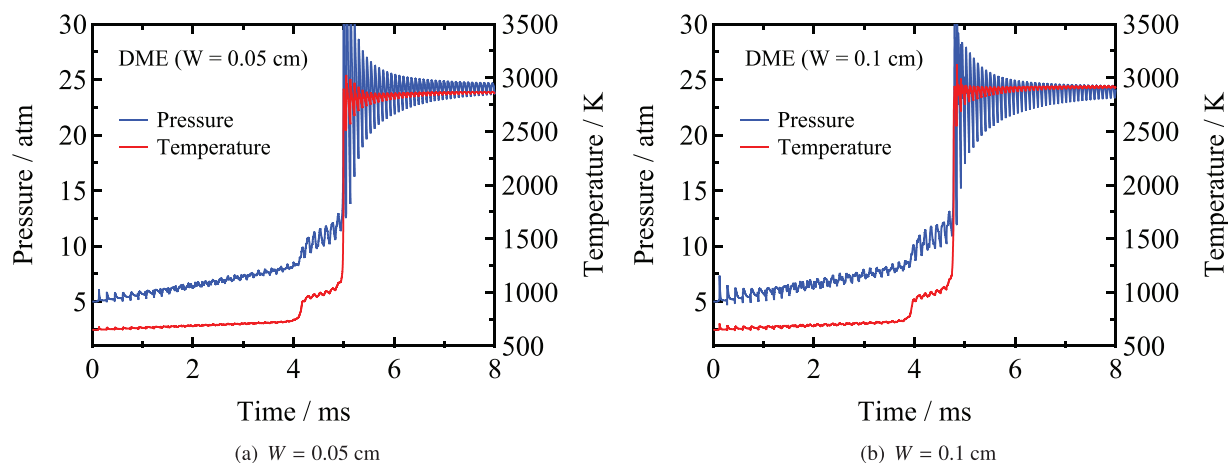 DME (W = 0.05 cm)
Pressure
Temperature
30
25
20
15
10
5
Pressure / atm
3500
3000
2500
2000
1500
1000
500
Temperature / K
0
2
4
6
8
Time / ms
(a) W = 0.05 cm
DME (W = 0.1 cm)
Pressure
Temperature
30
25
20
15
10
5
Pressure / atm
3500
3000
2500
2000
1500
1000
500
Temperature / K
0
2
4
6
8
Time / ms
(b) W = 0.1 cm